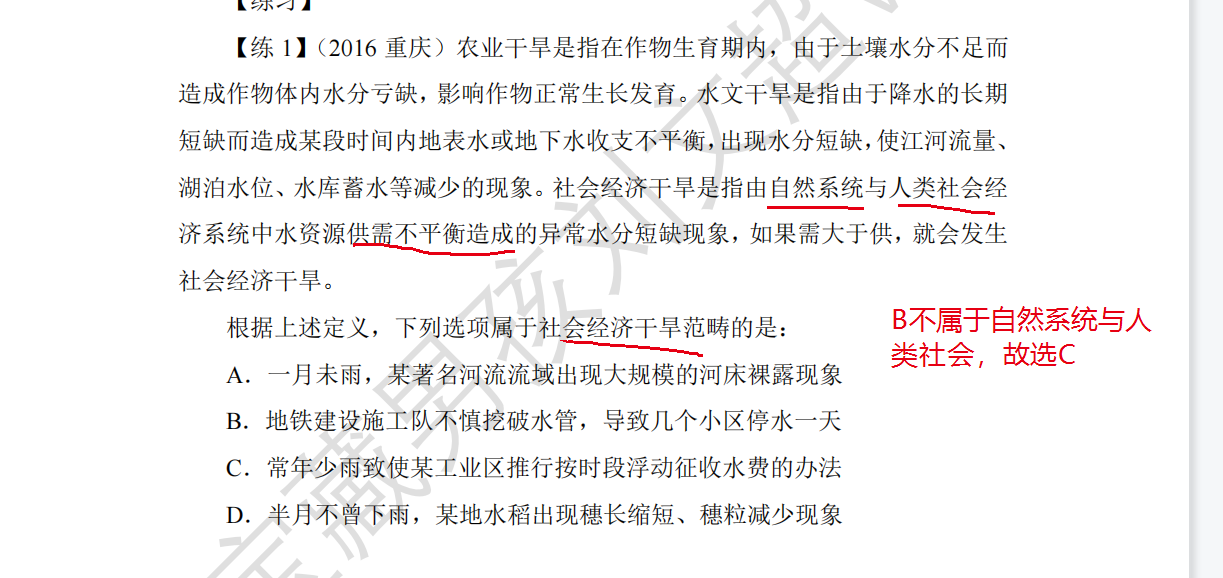 【练习】
【练 1】（2016 重庆）农业干旱是指在作物生育期内，由于土壤水分不足而
造成作物体内水分亏缺，影响作物正常生长发育。水文干旱是指由于降水的长期
短缺而造成某段时间内地表水或地下水收支不平衡，出现水分短缺，使江河流量、
湖泊水位、水库蓄水等减少的现象。社会经济干旱是指由自然系统与人类社会经
济系统中水资源供需不平衡造成的异常水分短缺现象，如果需大于供，就会发生
社会经济干旱。
根据上述定义，下列选项属于社会经济干旱范畴的是：
B不属于自然系统与人
类社会，故选C
A．一月未雨，某著名河流流域出现大规模的河床裸露现象
B．地铁建设施工队不慎挖破水管，导致几个小区停水一天
C．常年少雨致使某工业区推行按时段浮动征收水费的办法
D．半月不曾下雨，某地水稻出现穗长缩短、穗粒减少现象
宝藏男孩刘文超